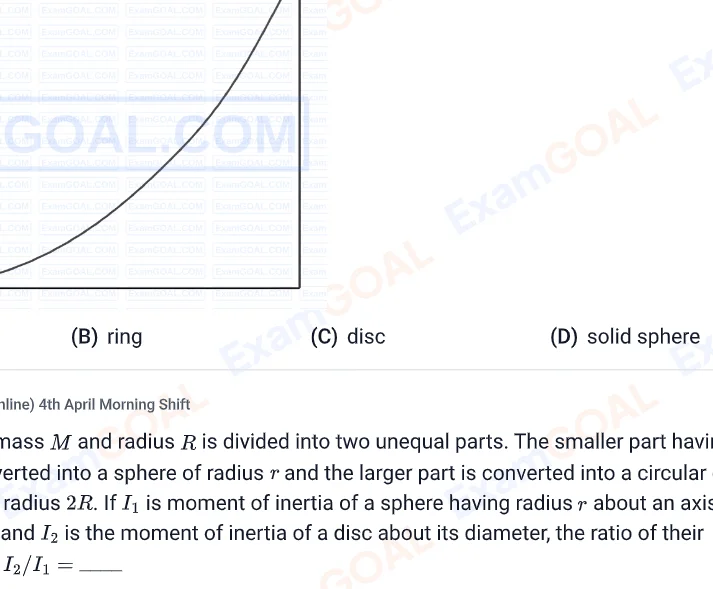 GOAL.COM
ExamGOAL
(B) ring (C) disc (D) solid sphere
nline) 4th April Morning Shift
mass M and radius R is divided into two unequal parts. The smaller part havi
verted into a sphere of radius r and the larger part is converted into a circular
radius 2R. If I₁ is moment of inertia of a sphere having radius r about an axis
and I₂ is the moment of inertia of a disc about its diameter, the ratio of their
I₂/I₁ = ____